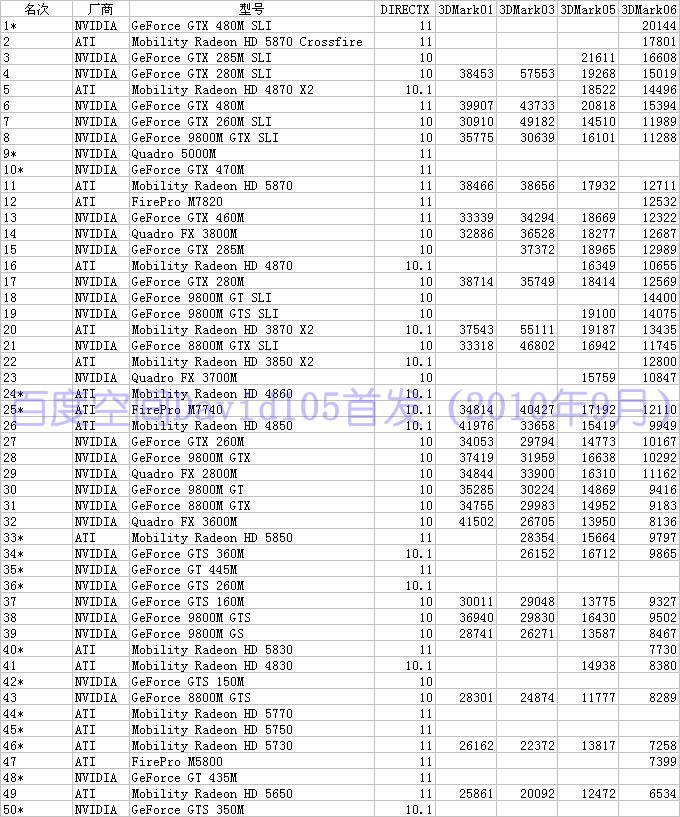 名次 厂商 型号 DIRECTX 3DMark01 3DMark03 3DMark05 3DMark06
1* NVIDIA GeForce GTX 480M SLI 11 20144
2 ATI Mobility Radeon HD 5870 Crossfire 11 17801
3 NVIDIA GeForce GTX 285M SLI 10 21611 16608
4 NVIDIA GeForce GTX 280M SLI 10 38453 57553 19268 15019
5 ATI Mobility Radeon HD 4870 X2 10.1 18522 14496
6 NVIDIA GeForce GTX 480M 11 39907 43733 20818 15394
7 NVIDIA GeForce GTX 260M SLI 10 30910 49182 14510 11989
8 NVIDIA GeForce 9800M GTX SLI 10 35775 30639 16101 11288
9* NVIDIA Quadro 5000M 11
10* NVIDIA GeForce GTX 470M 11
11 ATI Mobility Radeon HD 5870 11 38466 38656 17932 12711
12 ATI FirePro M7820 11 12532
13 NVIDIA GeForce GTX 460M 11 33339 34294 18669 12322
14 NVIDIA Quadro FX 3800M 10 32886 36528 18277 12687
15 NVIDIA GeForce GTX 285M 10 37372 18965 12989
16 ATI Mobility Radeon HD 4870 10.1 16349 10655
17 NVIDIA GeForce GTX 280M 10 38714 35749 18414 12569
18 NVIDIA GeForce 9800M GT SLI 10 14400
19 NVIDIA GeForce 9800M GTS SLI 10 19100 14075
20 ATI Mobility Radeon HD 3870 X2 10.1 37543 55111 19187 13435
21 NVIDIA GeForce 8800M GTX SLI 10 33318 46802 16942 11745
22 ATI Mobility Radeon HD 3850 X2 10.1 12800
23 NVIDIA Quadro FX 3700M 10 15759 10847
24* ATI Mobility Radeon HD 4860 10.1
百度空间David105首发（2010年9月）
25* ATI FirePro M7740 10.1 34814 40427 17192 12110
26 ATI Mobility Radeon HD 4850 10.1 41976 33658 15419 9949
27 NVIDIA GeForce GTX 260M 10 34053 29794 14773 10167
28 NVIDIA GeForce 9800M GTX 10 37419 31959 16638 10292
29 NVIDIA Quadro FX 2800M 10 34844 33900 16310 11162
30 NVIDIA GeForce 9800M GT 10 35285 30224 14869 9416
31 NVIDIA GeForce 8800M GTX 10 34755 29983 14952 9183
32 NVIDIA Quadro FX 3600M 10 41502 26705 13950 8136
33* ATI Mobility Radeon HD 5850 11 28354 15664 9797
34* NVIDIA GeForce GTS 360M 10.1 26152 16712 9865
35* NVIDIA GeForce GT 445M 11
36* NVIDIA GeForce GTS 260M 10.1
37 NVIDIA GeForce GTS 160M 10 30011 29048 13775 9327
38 NVIDIA GeForce 9800M GTS 10 36940 29830 16430 9502
39 NVIDIA GeForce 9800M GS 10 28741 26271 13587 8467
40* ATI Mobility Radeon HD 5830 11 7730
41 ATI Mobility Radeon HD 4830 10.1 14938 8380
42* NVIDIA GeForce GTS 150M 10
43 NVIDIA GeForce 8800M GTS 10 28301 24874 11777 8289
44* ATI Mobility Radeon HD 5770 11
45* ATI Mobility Radeon HD 5750 11
46* ATI Mobility Radeon HD 5730 11 26162 22372 13817 7258
47 ATI FirePro M5800 11 7399
48* NVIDIA GeForce GT 435M 11
49 ATI Mobility Radeon HD 5650 11 25861 20092 12472 6534
50* NVIDIA GeForce GTS 350M 10.1